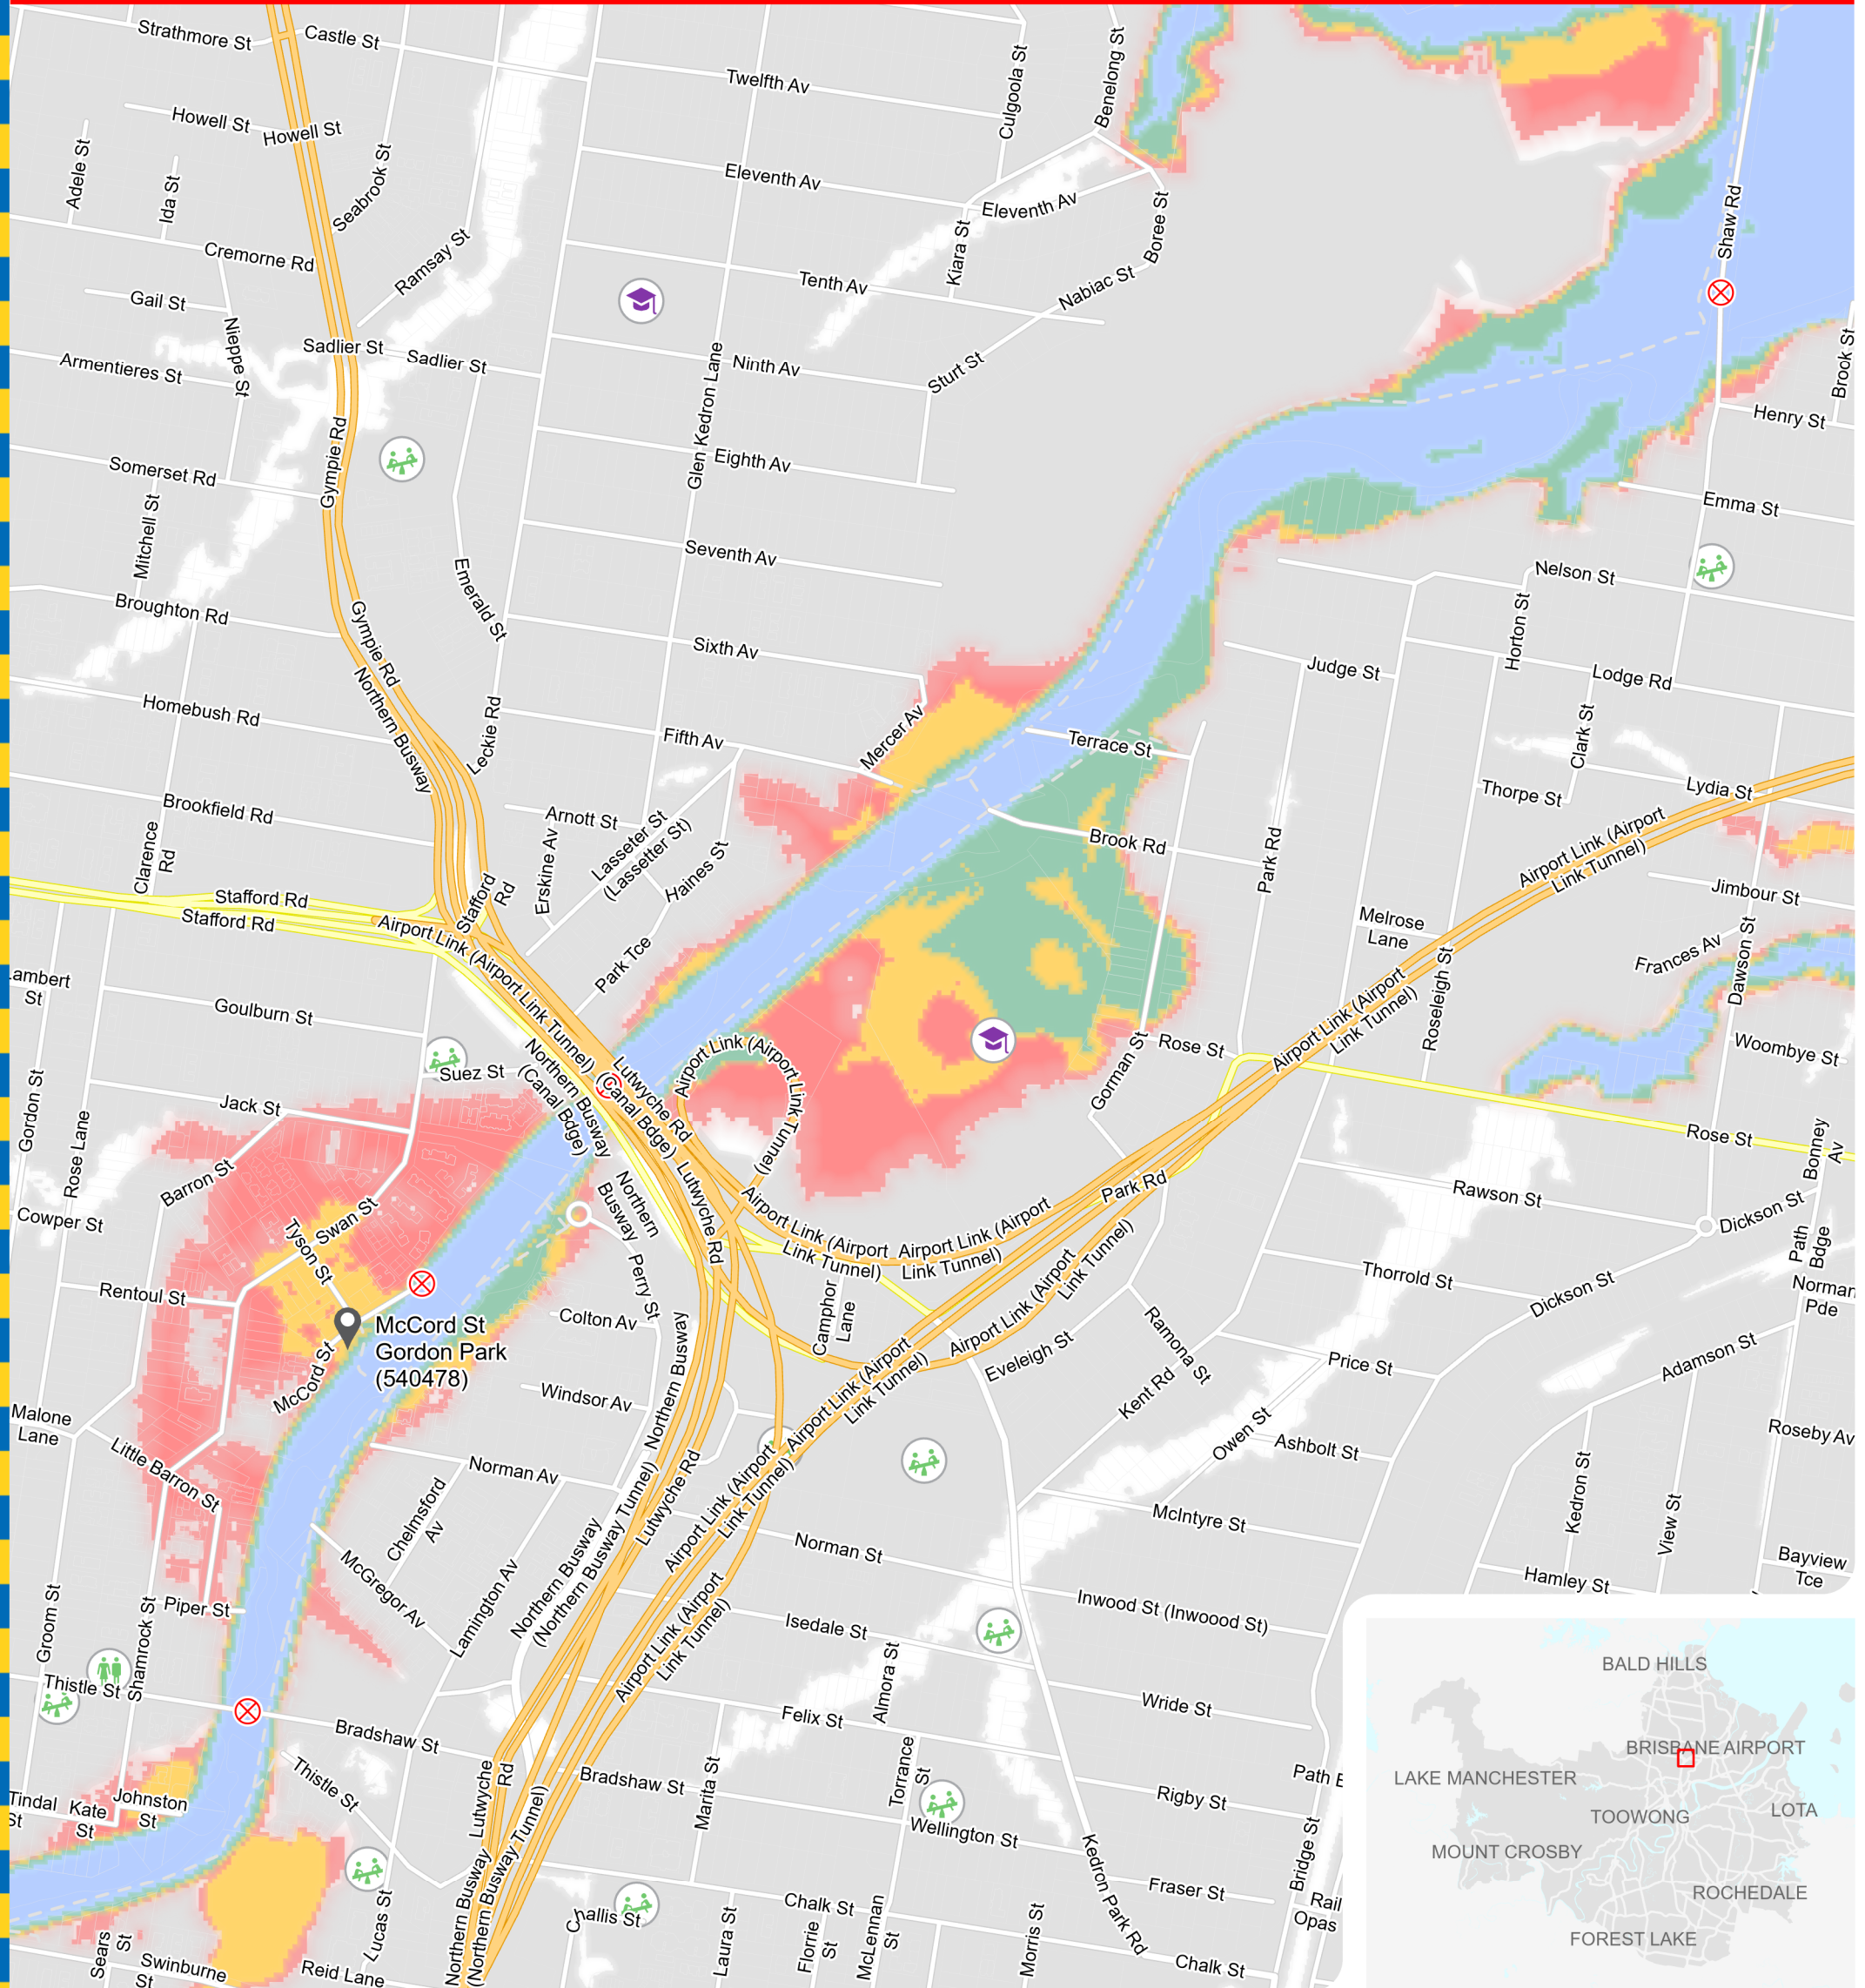 Strathmore St
Castle St
Twelfth Av
Culgoola St
Benelong St
Howell St
Howell St
Adele St
Ida St
Seabrook St
Eleventh Av
Eleventh Av
Shaw Rd
Cremorne Rd
Ramsay St
Kiara St
Boree St
Gail St
Tenth Av
Nabiac St
Nieppe St
Sadlier St
Sadlier St
Armentieres St
Ninth Av
Sturt St
Brook St
Glen Kedron Lane
Henry St
Gympie Rd
Somerset Rd
Eighth Av
Mitchell St
Emma St
Seventh Av
Emerald St
Nelson St
Broughton Rd
Gympie Rd
Sixth Av
Horton St
Judge St
Lodge Rd
Northern Busway
Homebush Rd
Leckie Rd
Fifth Av
Mercer Av
Terrace St
Clark St
Brookfield Rd
Arnott St
Lydia St
Thorpe St
Clarence
Rd
Erskine Av
Lasseter St
(Lassetter St)
Haines St
Brook Rd
Park Rd
Airport Link (Airport
Link Tunnel)
Stafford Rd
Stafford Rd
Stafford
Rd
Jimbour St
Melrose
Lane
Airport Link (Airport Link Tunnel)
Park Tce
Frances Av
Dawson St
Lambert
St
Goulburn St
Roseleigh St
Airport Link (Airport
Link Tunnel)
Suez St
Northern Busway
(Canal Bdge)
Lutwyche Rd
(Canal Bdge)
Airport Link (Airport Link Tunnel)
Gorman St
Rose St
Woombye St
Gordon St
Rose Lane
Jack St
Rose St
Bonney
Av
Barron St
Cowper St
Swan St
Tyson St
Northern
Busway
Lutwyche Rd
Park Rd
Rawson St
Dickson St
Path
Bdge
Airport Link (Airport
Link Tunnel)
Airport Link (Airport
Link Tunnel)
Perry St
Rentoul St
Airport Link (Airport
Link Tunnel)
Thorrold St
Dickson St
Norman
Pde
McCord St
Gordon Park
(540478)
Colton Av
Camphor
Lane
McCord St
Eveleigh St
Ramona St
Price St
Adamson St
Windsor Av
Northern Busway
Airport Link (Airport
Link Tunnel)
Kent Rd
Malone
Lane
Little Barron St
Owen St
Ashbolt St
Roseby Av
Norman Av
Chelmsford
Av
Lutwyche Rd
Airport Link (Airport
Link Tunnel)
McIntyre St
Kedron St
View St
Northern Busway
(Northern Busway Tunnel)
Norman St
McGregor Av
Lamington Av
Hamley St
Bayview
Tce
Groom St
Piper St
Shamrock St
Airport Link (Airport
Link Tunnel)
Isedale St
Inwood St (Inwoood St)
Almora St
Thistle St
Bradshaw St
Felix St
Wride St
BALD HILLS
BRISBANE AIRPORT
LAKE MANCHESTER
TOOWONG
LOTA
MOUNT CROSBY
ROCHEDALE
FOREST LAKE
Thistle St
Lutwyche
Rd
Bradshaw St
Marita St
Torrance
St
Rigby St
Tindal
St
Kate
St
Johnston
St
Wellington St
Bridge St
Northern Busway
(Northern Busway Tunnel)
Kedron Park Rd
Fraser St
Rail
Opas
Lucas St
Chalk St
Laura St
Florrie
St
McLennan
St
Morris St
Sears
St
Swinburne
St
Reid Lane
Chalk St